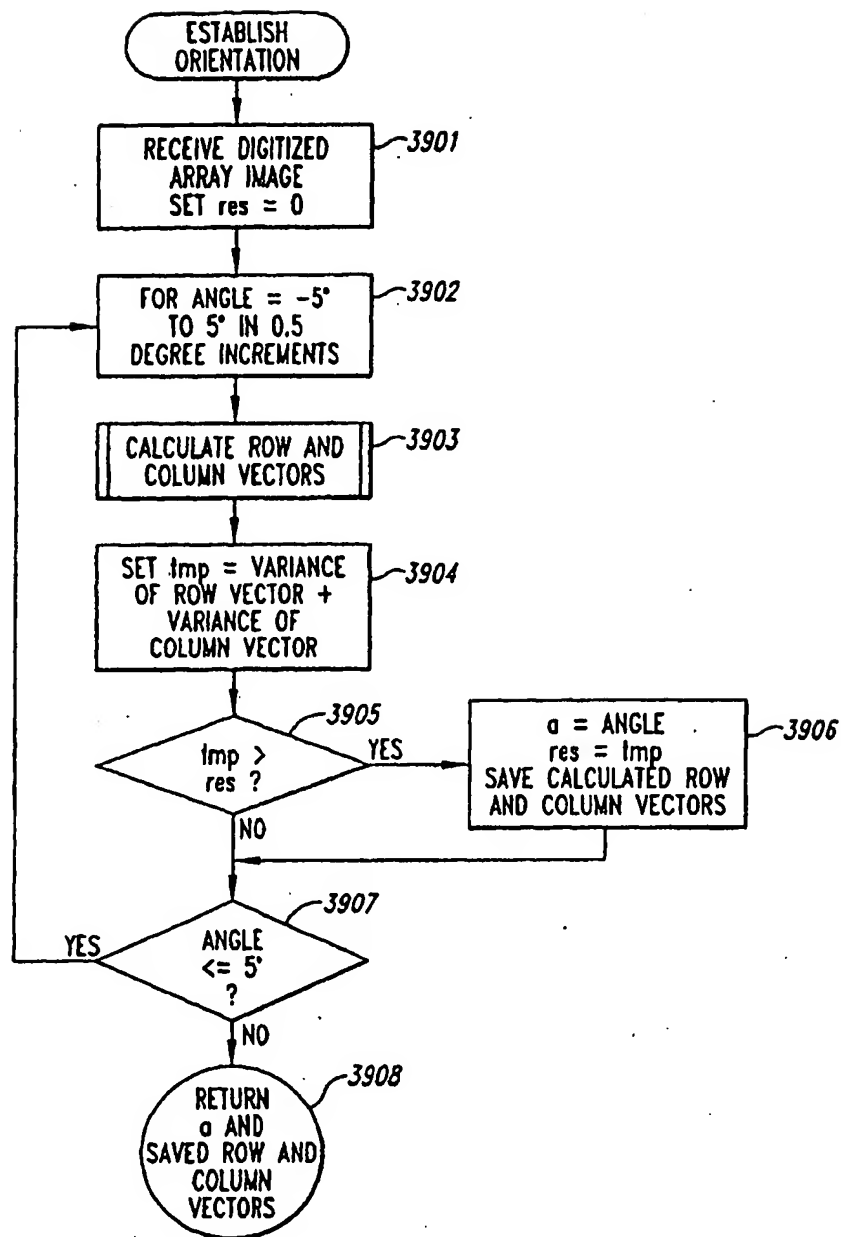 ESTABLISH
ORIENTATION
RECEIVE DIGITIZED
ARRAY IMAGE
SET res = 0
3901
FOR ANGLE = -5°
TO 5° IN 0.5
DEGREE INCREMENTS
3902
CALCULATE ROW AND
COLUMN VECTORS
3903
SET tmp = VARIANCE
OF ROW VECTOR +
VARIANCE OF
COLUMN VECTOR
3904
tmp >
res ?
3905
YES
NO
a = ANGLE
res = tmp
SAVE CALCULATED ROW
AND COLUMN VECTORS
3906
ANGLE
<= 5°
?
3907
YES
NO
RETURN
a AND
SAVED ROW AND
COLUMN
VECTORS
3908